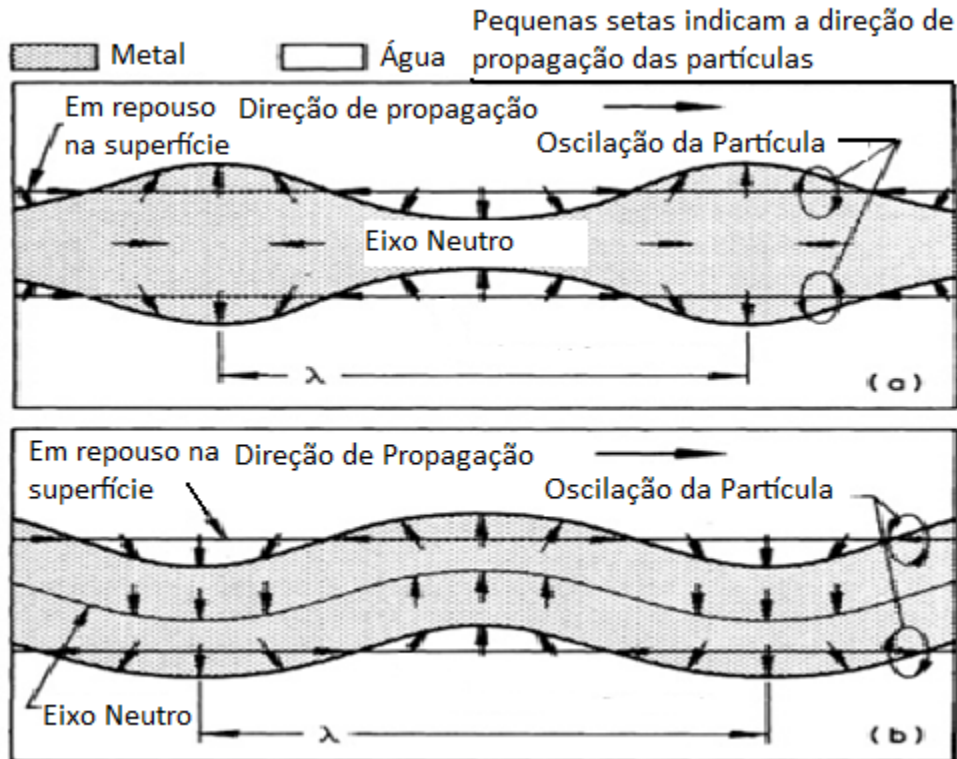 Metal
Água
Pequenas setas indicam a direção de
propagação das partículas
Em repouso
na superfície
Direção de propagação
Oscilação da Partícula
Eixo Neutro
λ
(a)
Em repouso na
superfície
Direção de Propagação
Oscilação da Partícula
Eixo Neutro
λ
(b)